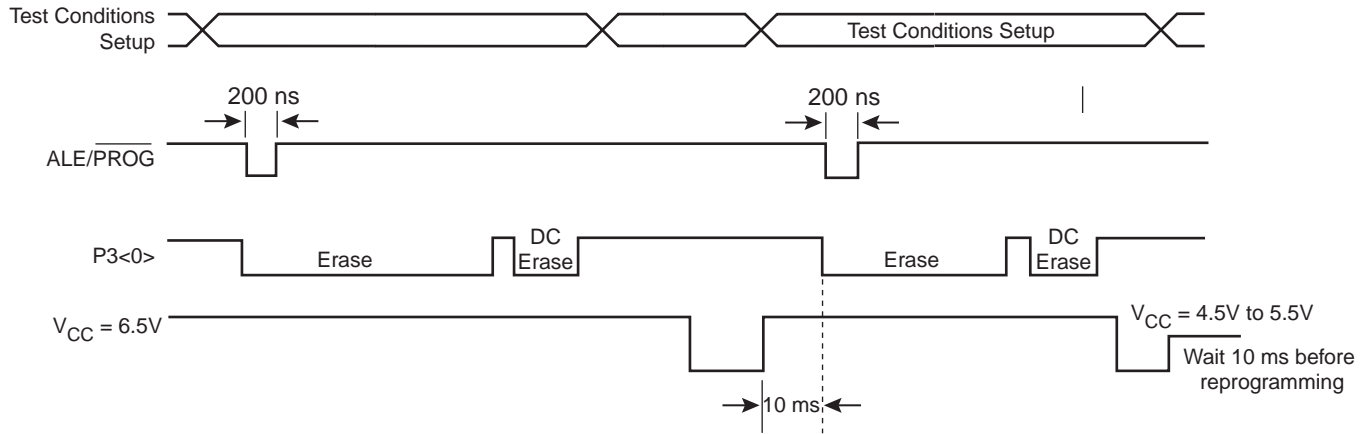 Test Conditions
Setup
Test Conditions Setup
200 ns
200 ns
ALE/PROG
P3<0>
Erase
DC
Erase
Erase
DC
Erase
VCC = 6.5V
VCC = 4.5V to 5.5V
Wait 10 ms before
reprogramming
10 ms